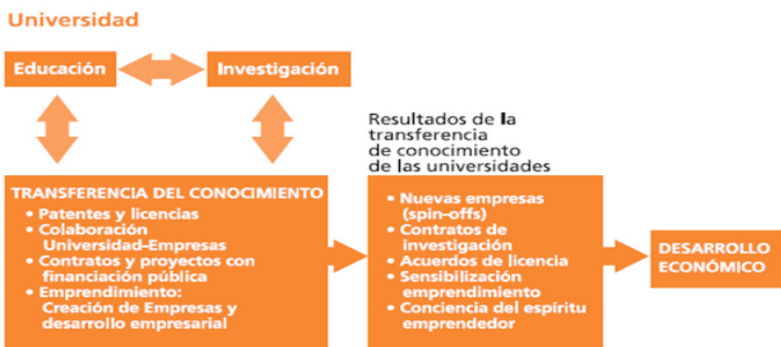 Universidad
Educación
Investigación
Resultados de la
transferencia
de conocimiento
de las universidades
TRANSFERENCIA DEL CONOCIMIENTO
• Patentes y licencias
• Colaboración
Universidad-Empresas
• Contratos y proyectos con
financiación pública
• Emprendimiento:
Creación de Empresas y
desarrollo empresarial
• Nuevas empresas
(spin-offs)
• Contratos de
investigación
• Acuerdos de licencia
• Sensibilización
emprendimiento
• Conciencia del espíritu
emprendedor
DESARROLLO
ECONÓMICO